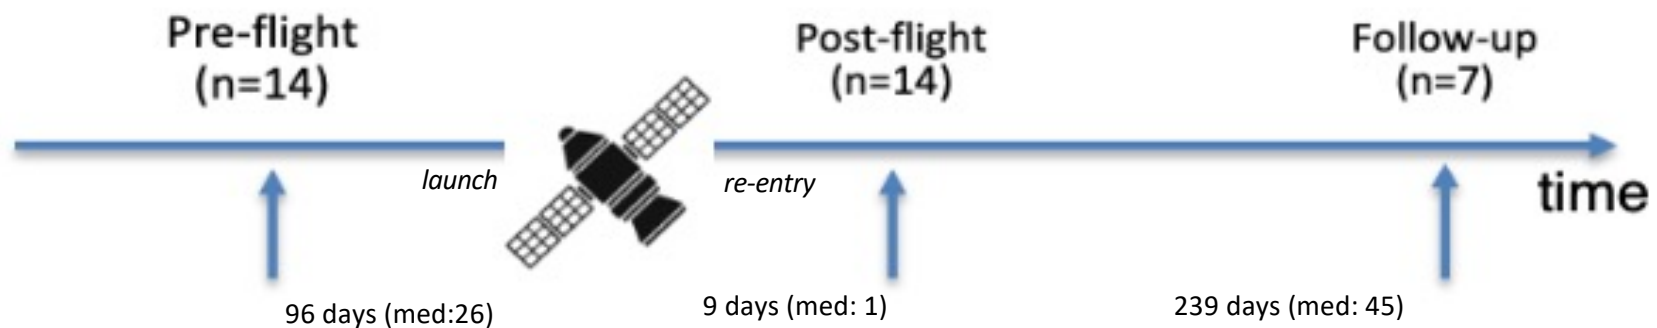 Pre-flight
(n=14)
Post-flight
(n=14)
Follow-up
(n=7)
launch
re-entry
time
96 days (med:26)
9 days (med: 1)
239 days (med: 45)